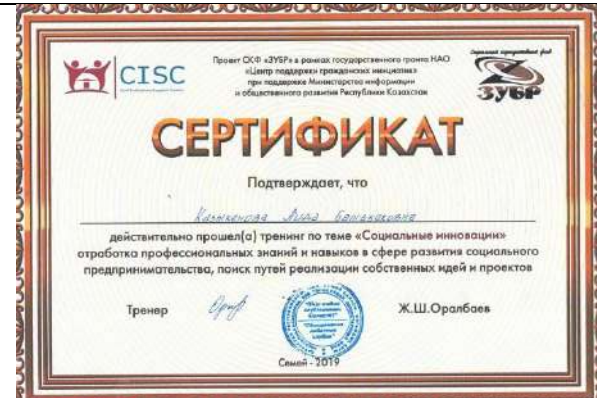 CISC
Проект СКФ «ЗУБР» в рамках государственного гранта НАО
«Центр поддержки гражданских инициатив»
при поддержке Министерства информации
и общественного развития Республики Казахстан
ЗУБР
СЕРТИФИКАТ
Подтверждает, что
действительно прошел(а) тренинг по теме «Социальные инновации»
отработка профессиональных знаний и навыков в сфере развития социального
предпринимательства, поиск путей реализации собственных идей и проектов
Тренер
Ж.Ш.Оралбаев
Семей - 2019